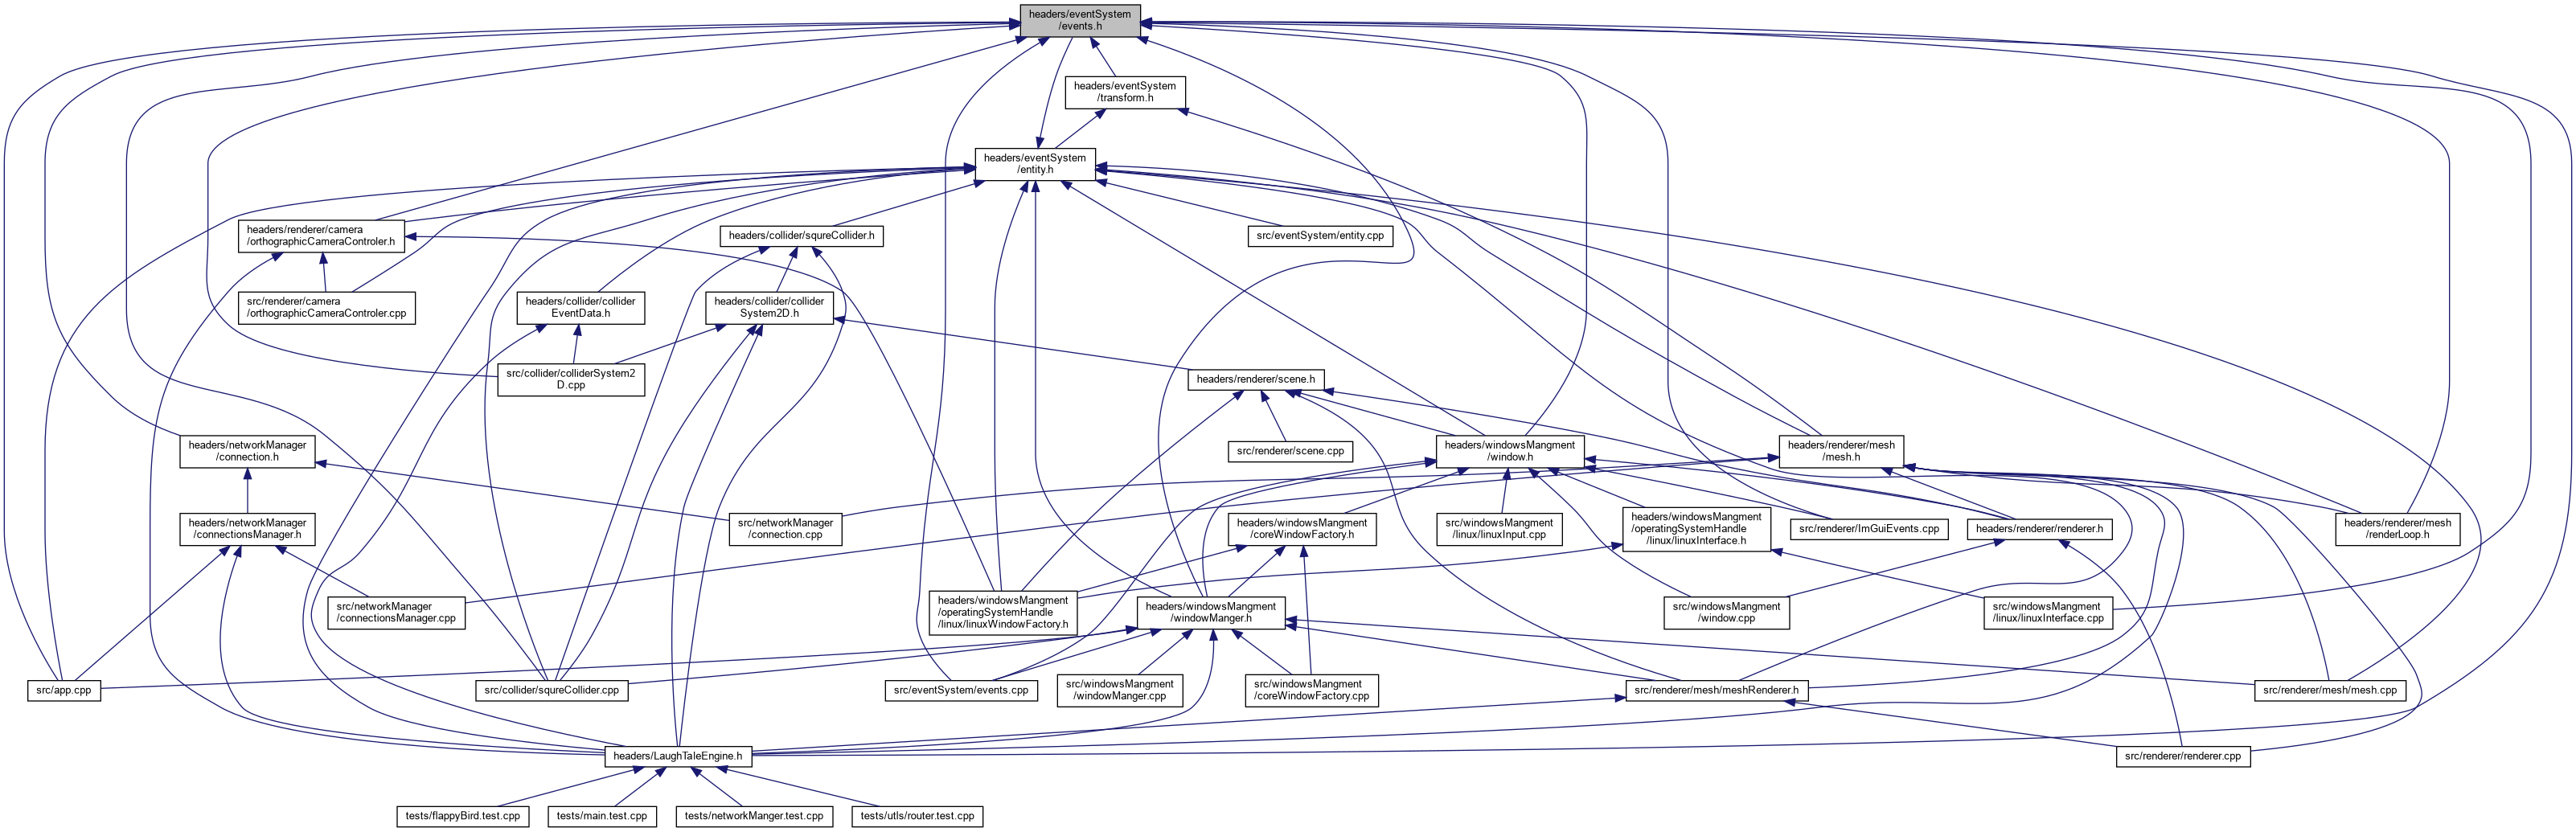 headers/eventSystem
/events.h
headers/eventSystem
/transform.h
headers/eventSystem
/entity.h
headers/renderer/camera
/orthographicCameraControler.h
headers/collider/squreCollider.h
src/eventSystem/entity.cpp
src/renderer/camera
/orthographicCameraControler.cpp
headers/collider/collider
EventData.h
headers/collider/collider
System2D.h
src/collider/colliderSystem2
D.cpp
headers/renderer/scene.h
headers/networkManager
/connection.h
src/renderer/scene.cpp
headers/windowsMangment
/window.h
headers/renderer/mesh
/mesh.h
headers/networkManager
/connectionsManager.h
src/networkManager
/connection.cpp
headers/windowsMangment
/coreWindowFactory.h
src/windowsMangment
/linux/linuxInput.cpp
headers/windowsMangment
/operatingSystemHandle
/linux/linuxInterface.h
src/renderer/ImGuiEvents.cpp
headers/renderer/renderer.h
headers/renderer/mesh
/renderLoop.h
src/networkManager
/connectionsManager.cpp
headers/windowsMangment
/operatingSystemHandle
/linux/linuxWindowFactory.h
headers/windowsMangment
/windowManger.h
src/windowsMangment
/window.cpp
src/windowsMangment
/linux/linuxInterface.cpp
src/app.cpp
src/collider/squreCollider.cpp
src/eventSystem/events.cpp
src/windowsMangment
/windowManger.cpp
src/windowsMangment
/coreWindowFactory.cpp
src/renderer/mesh/meshRenderer.h
src/renderer/mesh/mesh.cpp
headers/LaughTaleEngine.h
src/renderer/renderer.cpp
tests/flappyBird.test.cpp
tests/main.test.cpp
tests/networkManger.test.cpp
tests/utls/router.test.cpp